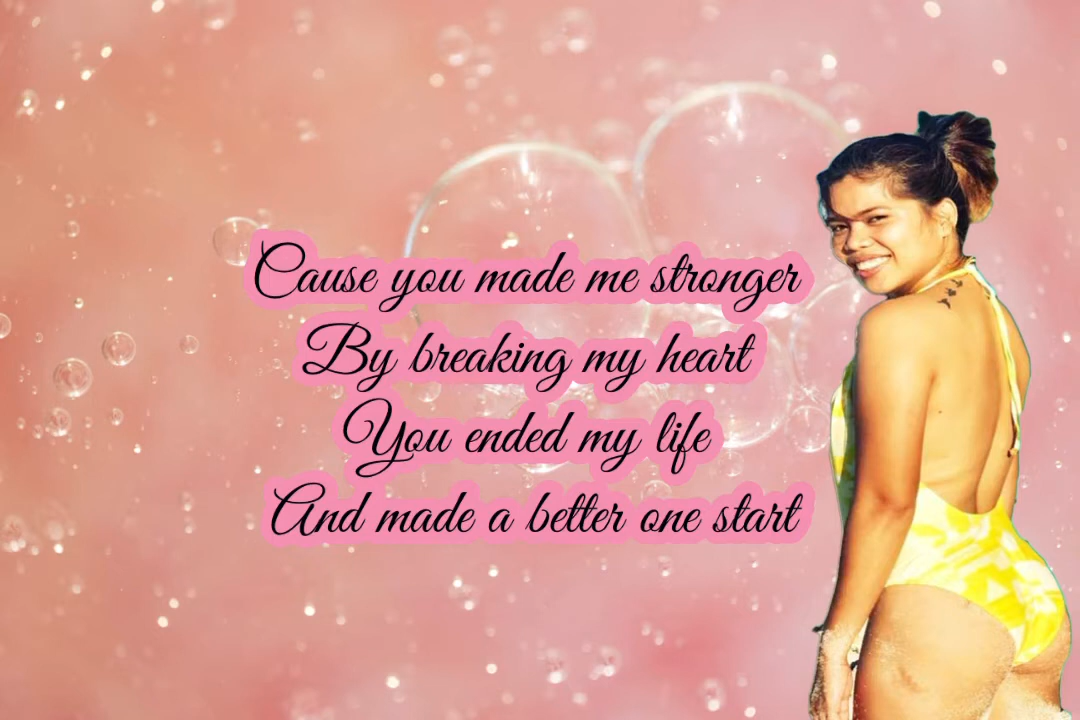 Cause you made me stronger
By breaking my heart
You ended my life
And made a better one start